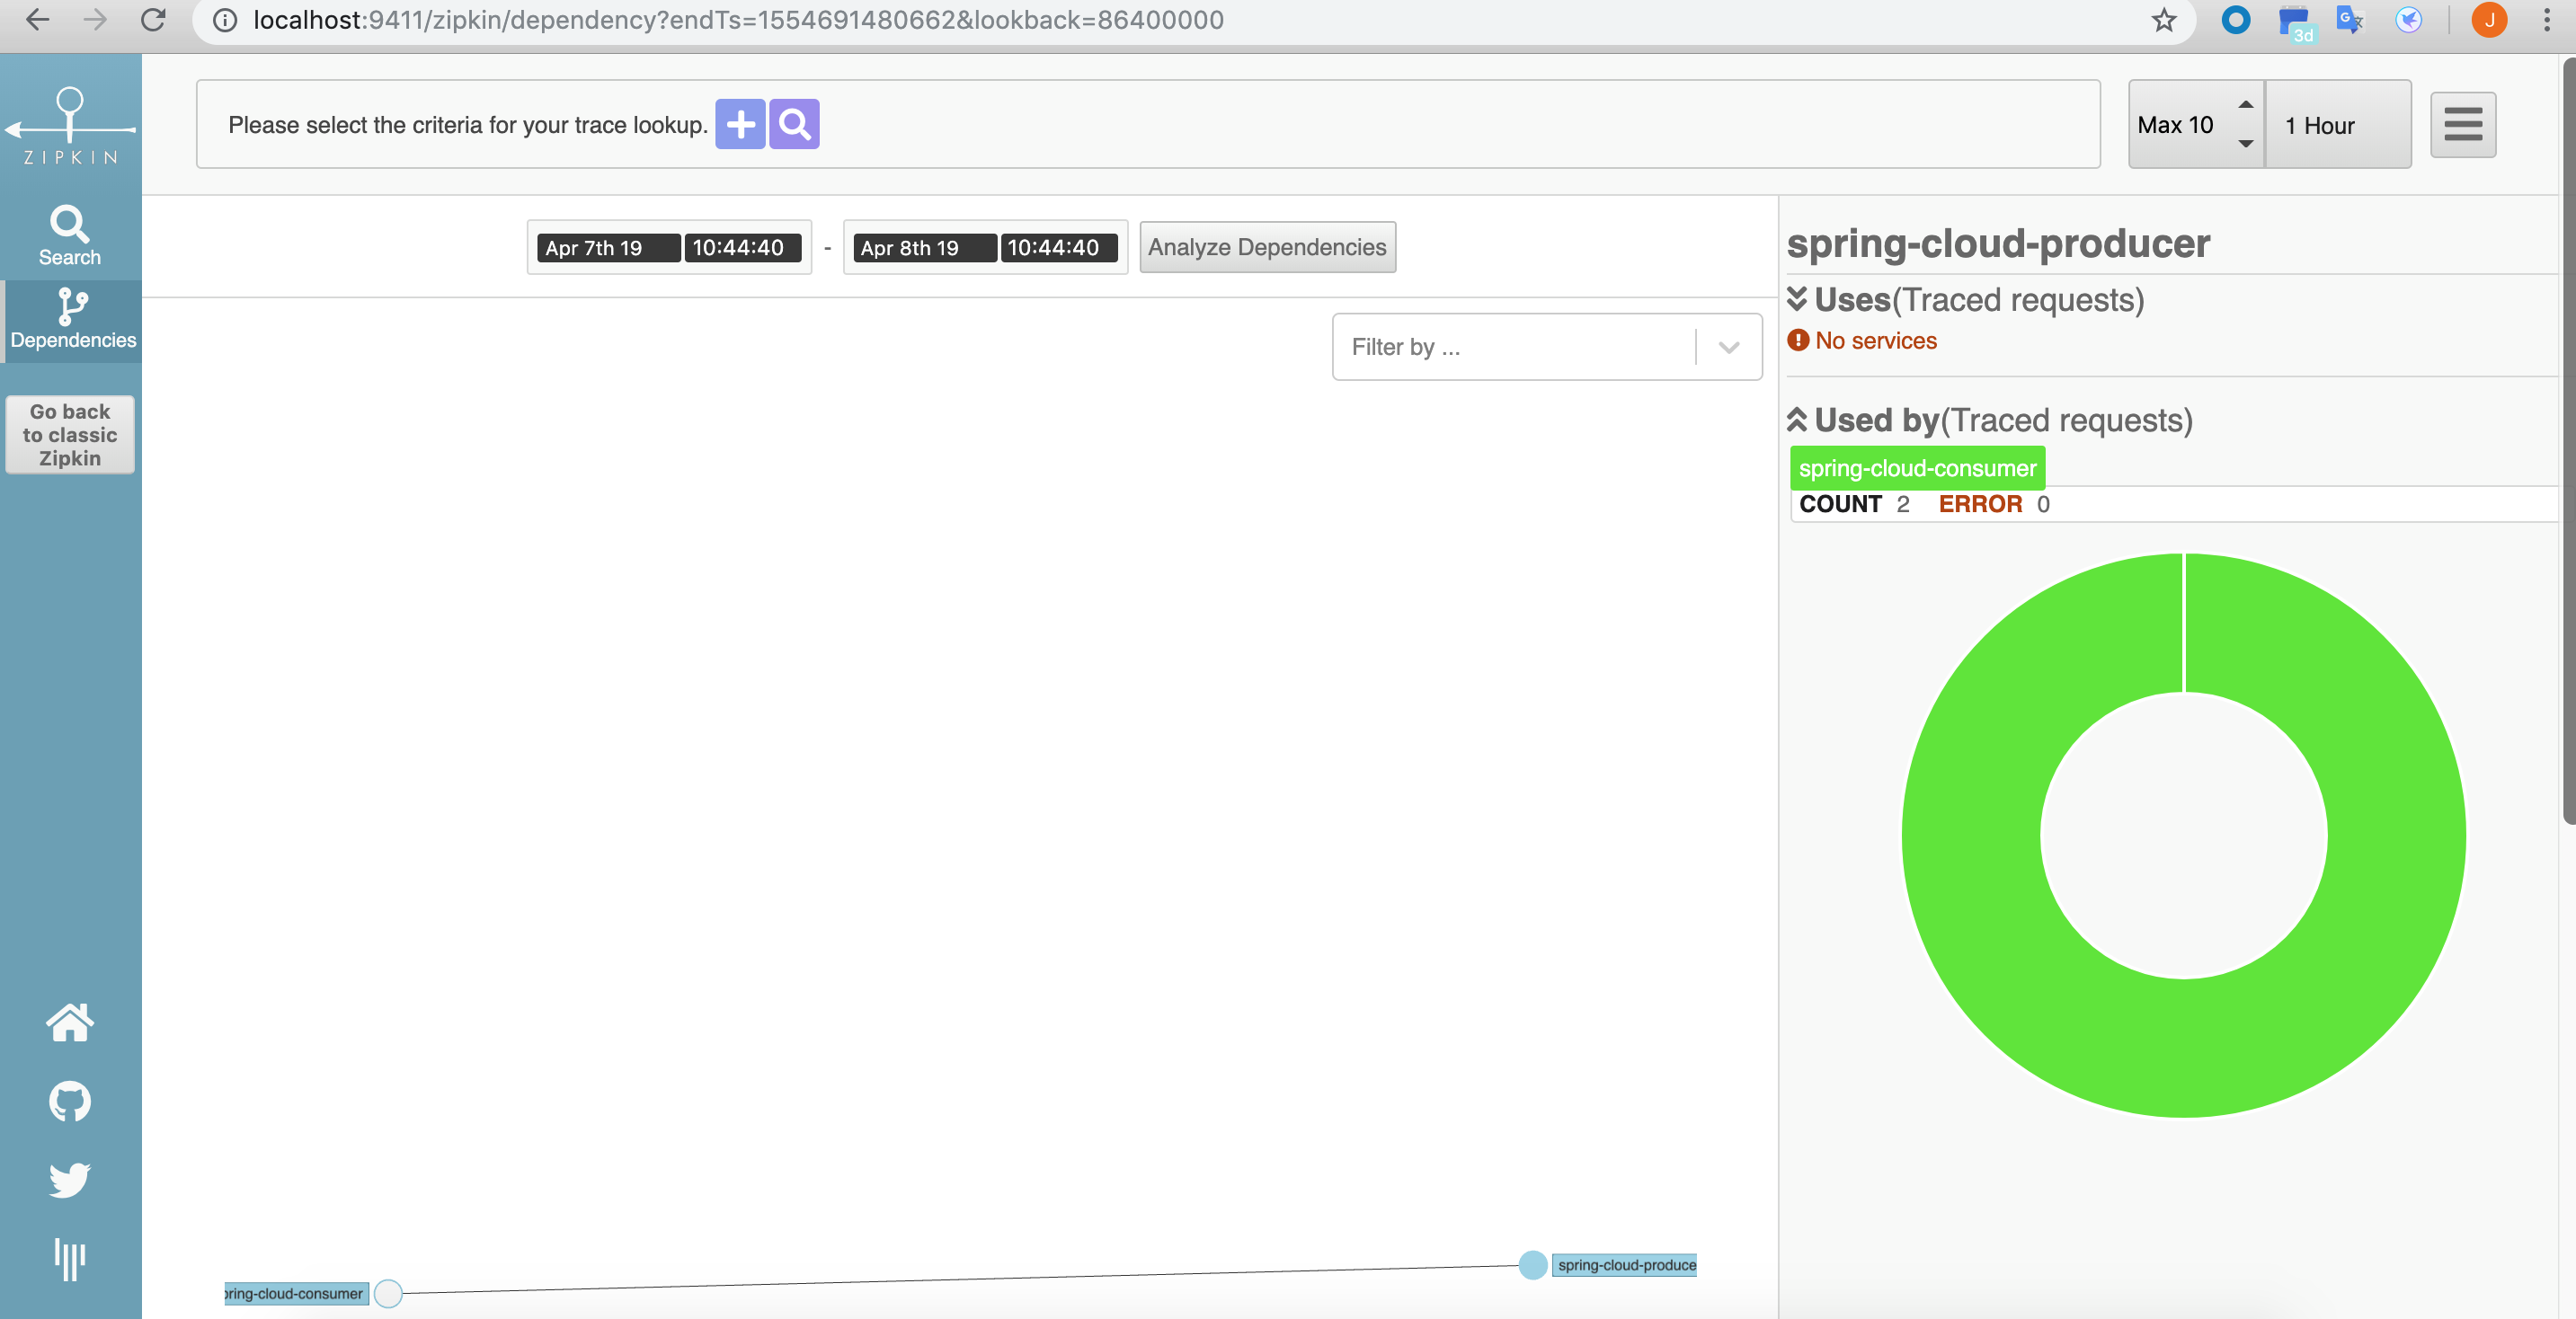 localhost:9411/zipkin/dependency?endTs=1554691480662&lookback=86400000
3d
J
ZIPKIN
Please select the criteria for your trace lookup.
Max 10
1 Hour
Search
Dependencies
Go back
to classic
Zipkin
Apr 7th 19 10:44:40 - Apr 8th 19 10:44:40 Analyze Dependencies
Filter by ...
spring-cloud-producer
Uses(Traced requests)
No services
Used by(Traced requests)
spring-cloud-consumer
COUNT 2 ERROR 0
spring-cloud-produce
pring-cloud-consumer